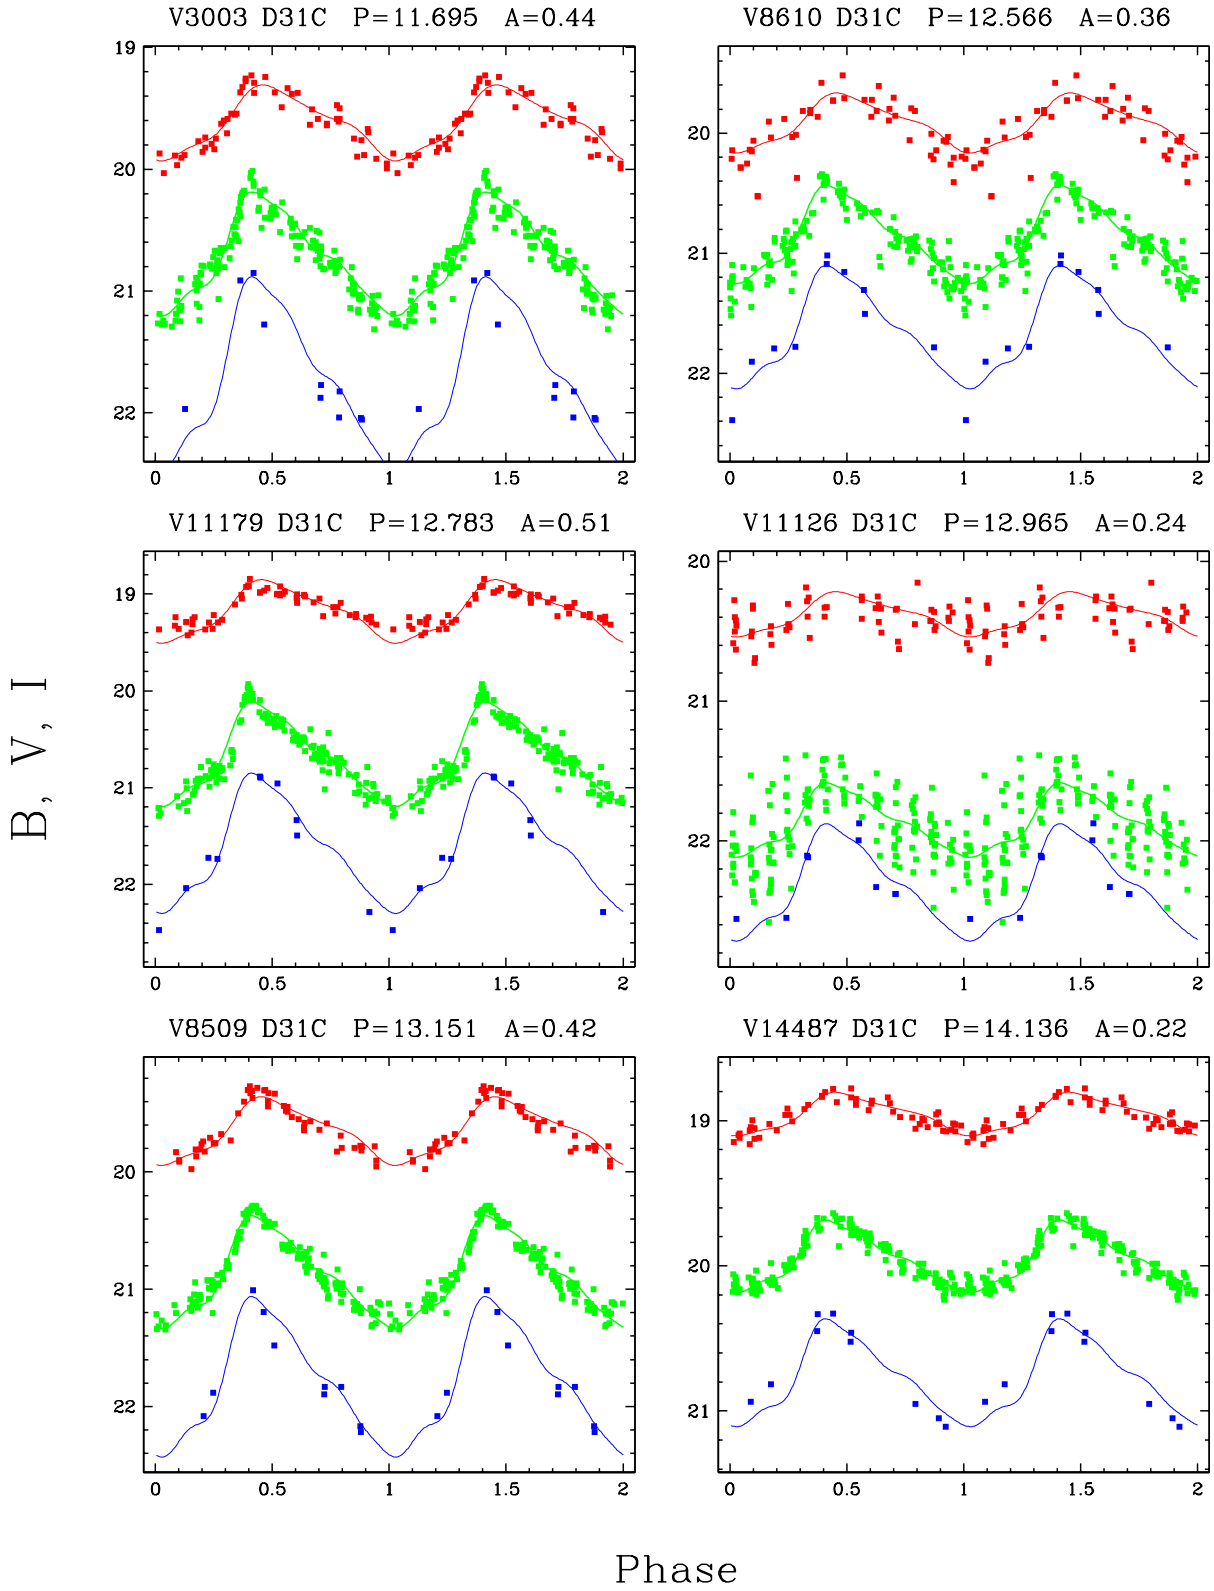 V3003 D31C P=11.695 A=0.44
V8610 D31C P=12.566 A=0.36
19
20
21
22
0 0.5 1 1.5 2
20
21
22
0 0.5 1 1.5 2
V11179 D31C P=12.783 A=0.51
V11126 D31C P=12.965 A=0.24
19
20
21
22
0 0.5 1 1.5 2
20
21
22
0 0.5 1 1.5 2
B, V, I
V8509 D31C P=13.151 A=0.42
V14487 D31C P=14.136 A=0.22
20
21
22
0 0.5 1 1.5 2
19
20
21
0 0.5 1 1.5 2
Phase